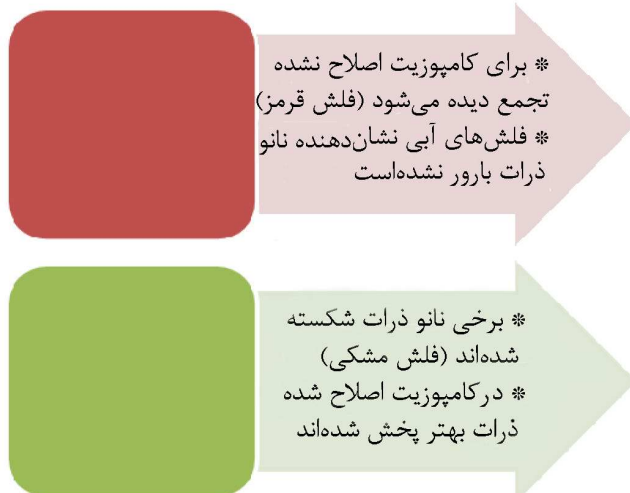 * برای کامپوزیت اصلاح نشده
تجمع دیده می‌شود (فلش قرمز)
* فلش‌های آبی نشان‌دهنده نانو
ذرات بارور نشده‌است
* برخی نانو ذرات شکسته
شده‌اند (فلش مشکی)
* درکامپوزیت اصلاح شده
ذرات بهتر پخش شده‌اند